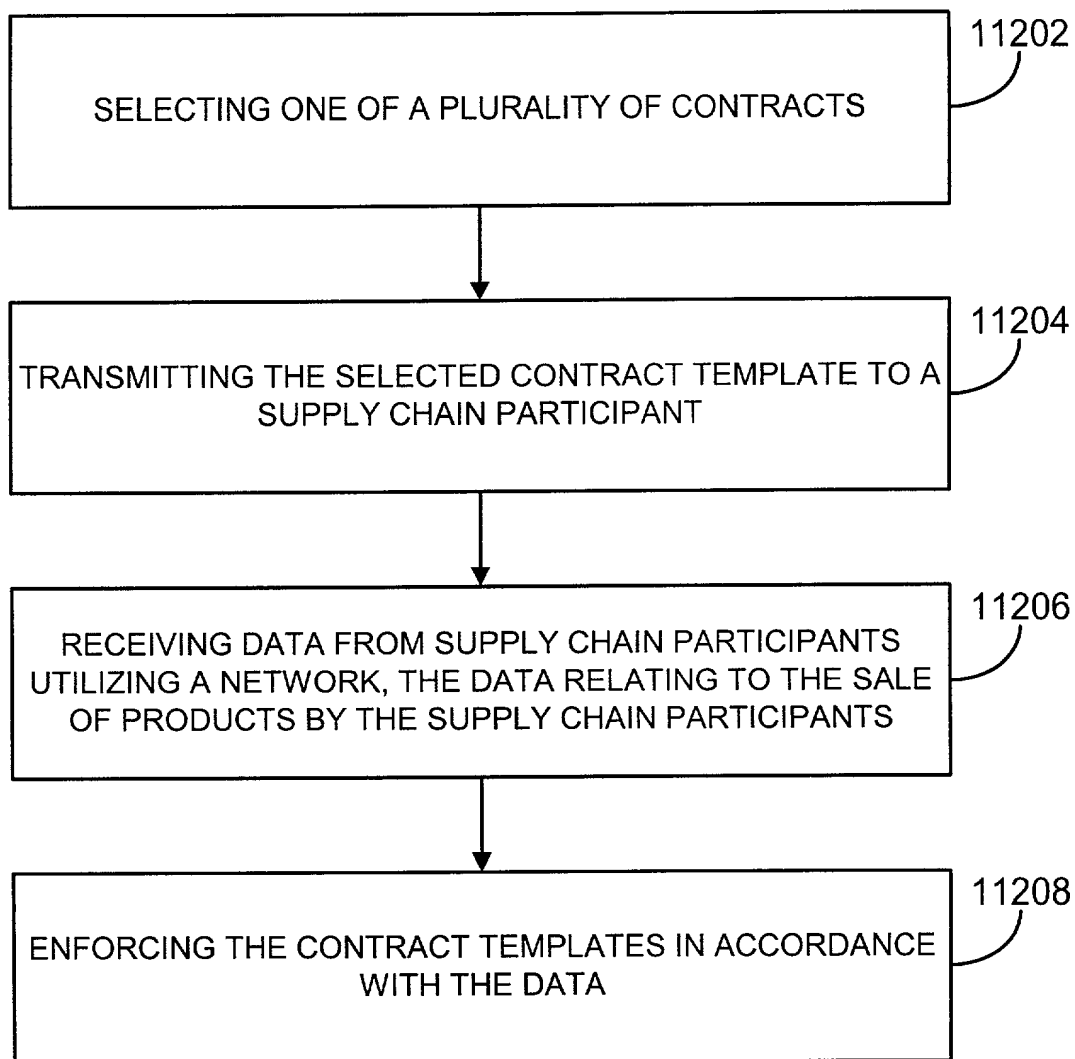 11202
SELECTING ONE OF A PLURALITY OF CONTRACTS
11204
TRANSMITTING THE SELECTED CONTRACT TEMPLATE TO A
SUPPLY CHAIN PARTICIPANT
11206
RECEIVING DATA FROM SUPPLY CHAIN PARTICIPANTS
UTILIZING A NETWORK, THE DATA RELATING TO THE SALE
OF PRODUCTS BY THE SUPPLY CHAIN PARTICIPANTS
11208
ENFORCING THE CONTRACT TEMPLATES IN ACCORDANCE
WITH THE DATA